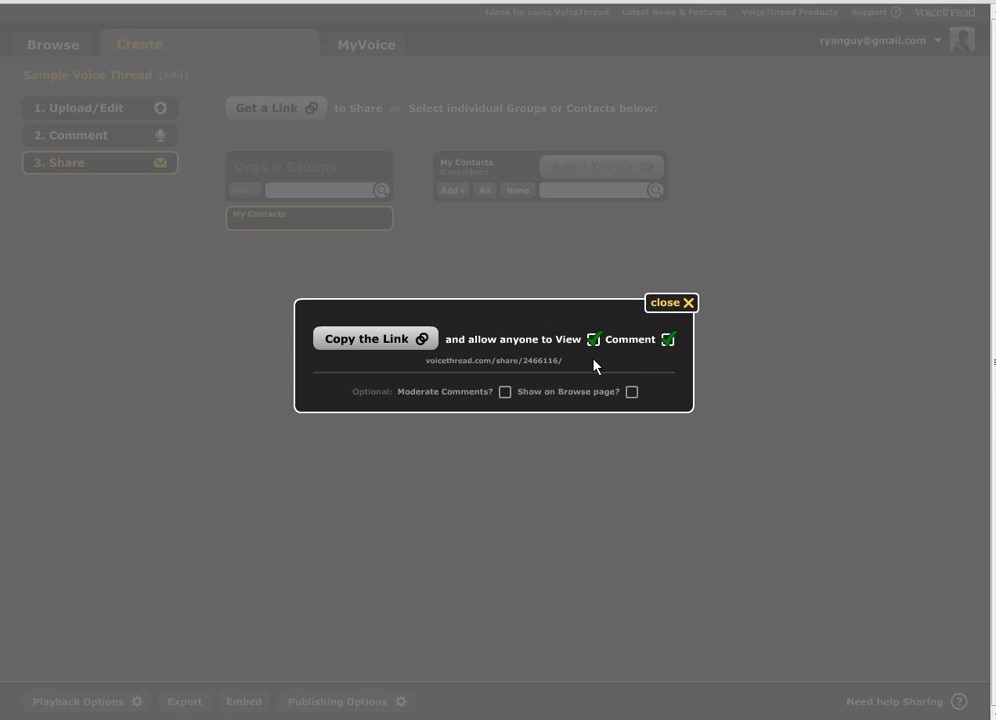 Ideas for using VoiceThread Latest News & Features VoiceThread Products Support ? voicethread
Browse Create MyVoice ryanguy@gmail.com
Sample Voice Thread (edit)
1. Upload/Edit
2. Comment
3. Share
Get a Link to Share or Select individual Groups or Contacts below:
Orgs & Groups
My Contacts
0 members
Send Invite
Add All None
My Contacts
close X
Copy the Link and allow anyone to View Comment
voicethread.com/share/2466116/
Optional: Moderate Comments? Show on Browse page?
Playback Options Export Embed Publishing Options Need help Sharing ?